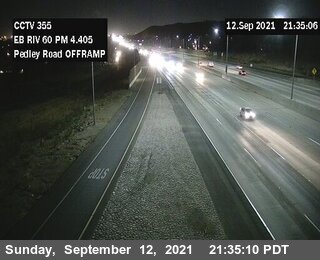 CCTV 355
EB RIV 60 PM 4.405
Pedley Road OFFRAMP
12.Sep 2021 21:35:06
STOP
Sunday, September 12, 2021 21:35:10 PDT